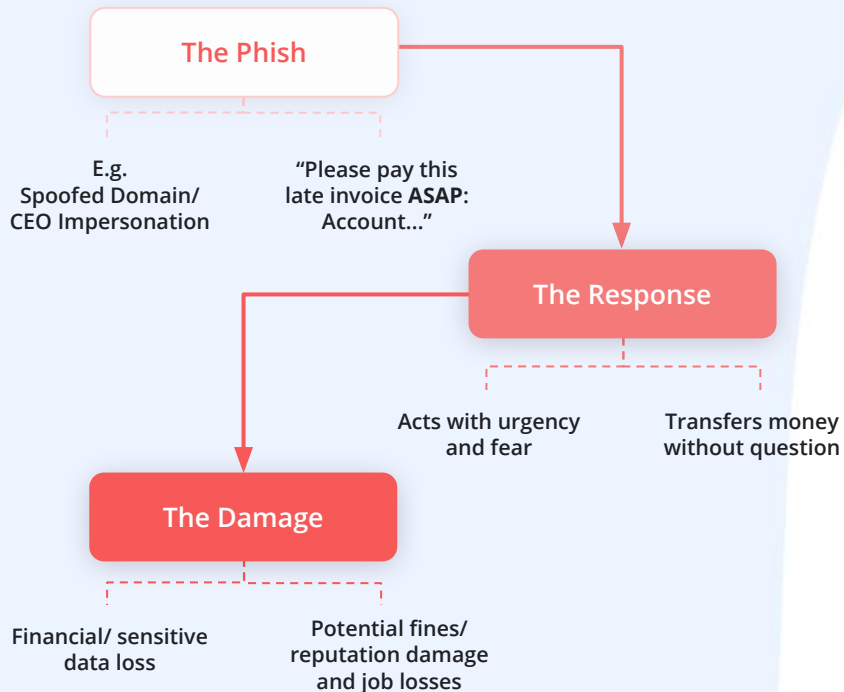 The Phish
E.g.
Spoofed Domain/
CEO Impersonation
“Please pay this
late invoice ASAP:
Account...”
The Response
Acts with urgency
and fear
Transfers money
without question
The Damage
Financial/ sensitive
data loss
Potential fines/
reputation damage
and job losses